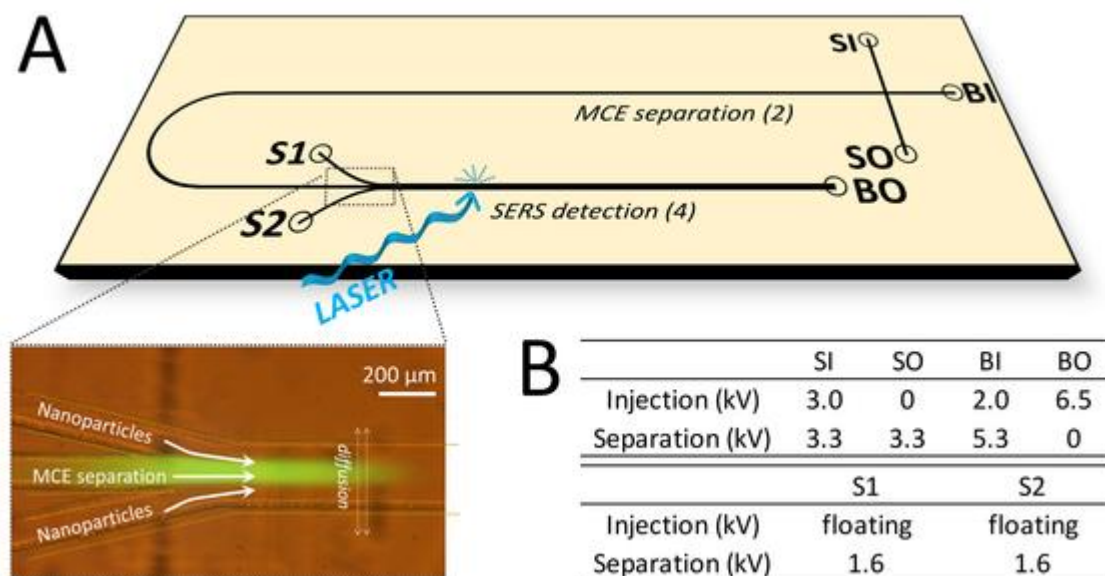 A
SI
BI
MCE separation (2)
S1
SO
BO
S2
SERS detection (4)
LASER
200 µm
Nanoparticles
MCE separation
diffusion
Nanoparticles
B
SI SO BI BO
Injection (kV) 3.0 0 2.0 6.5
Separation (kV) 3.3 3.3 5.3 0
S1 S2
Injection (kV) floating floating
Separation (kV) 1.6 1.6